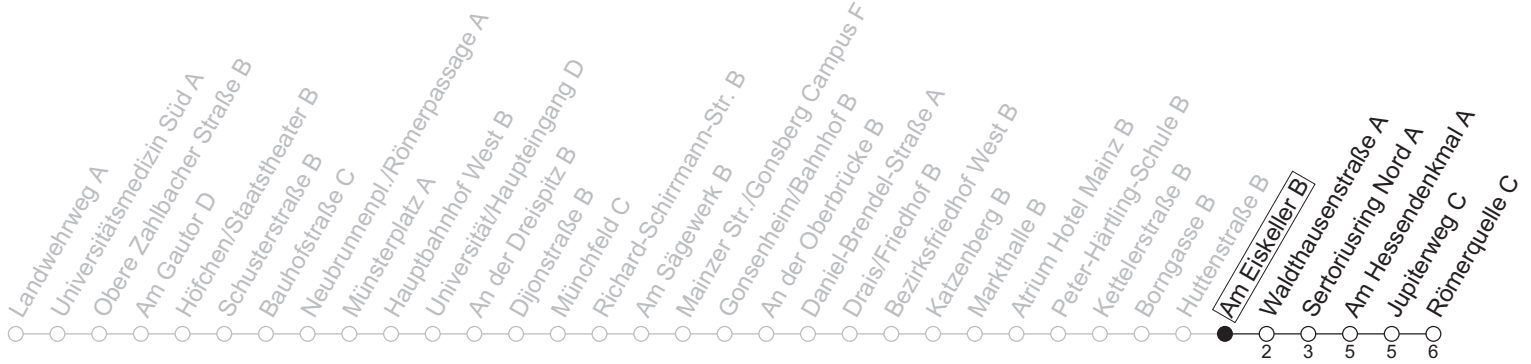 Landwehrweg A
Universitätsmedizin Süd A
Obere Zahlbacher Straße B
Am Gautor D
Höfchen/Staatstheater B
Schusterstraße B
Bauhofstraße C
Neubrunnenpl./Römerpassage A
Münsterplatz A
Hauptbahnhof West B
Universität/Haupteingang D
An der Dreispitz B
Dijonstraße B
Münchfeld C
Richard-Schirrmann-Str. B
Am Sägewerk B
Mainzer Str./Gonsberg Campus F
Gonsenheim/Bahnhof B
An der Oberbrücke B
Daniel-Brendel-Straße A
Drais/Friedhof B
Bezirksfriedhof West B
Katzenberg B
Markthalle B
Atrium Hotel Mainz B
Peter-Härtling-Schule B
Kettelerstraße B
Borngasse B
Huttenstraße B
Am Eiskeller B
Waldthausenstraße A
Sertoriusring Nord A
Am Hessendenkmal A
Jupiterweg C
Römerquelle C
2 3 5 5 6